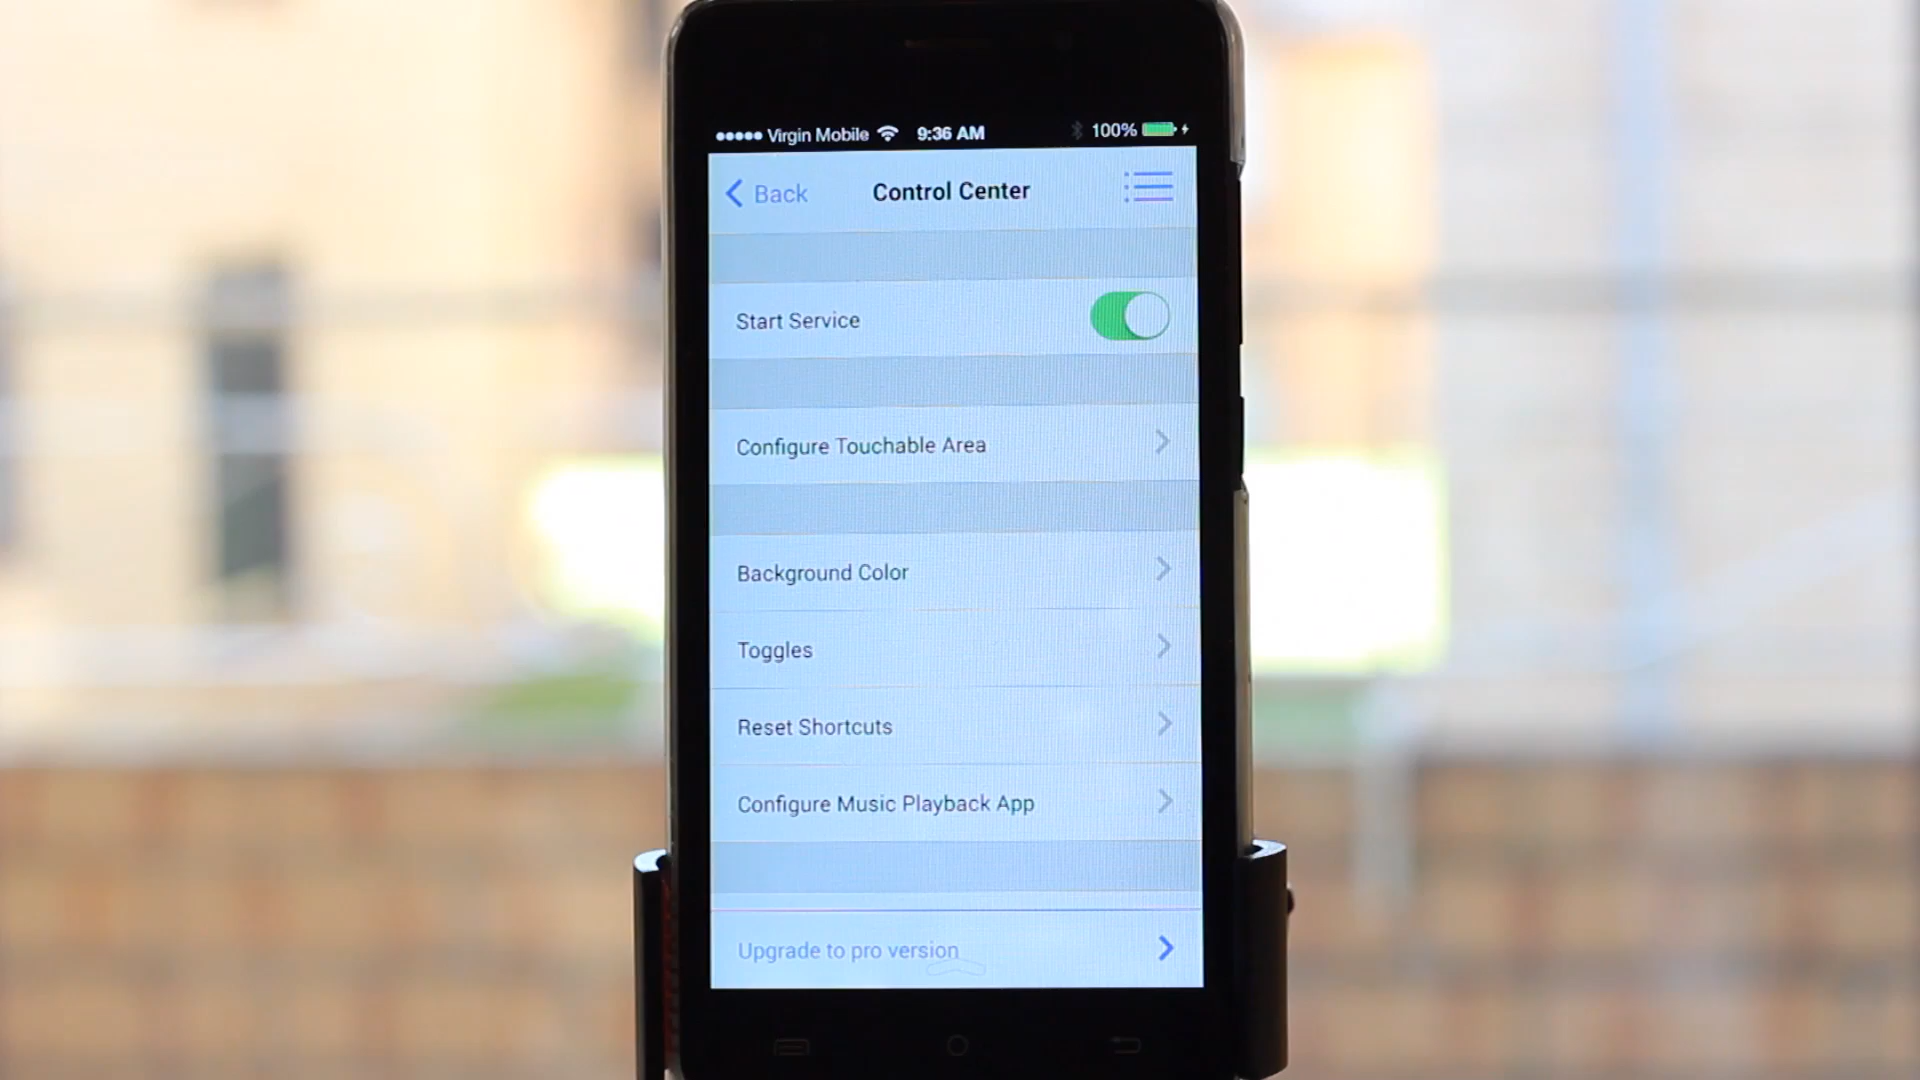 Virgin Mobile 9:36 AM 100%
Back Control Center
Start Service
Configure Touchable Area
Background Color
Toggles
Reset Shortcuts
Configure Music Playback App
Upgrade to pro version